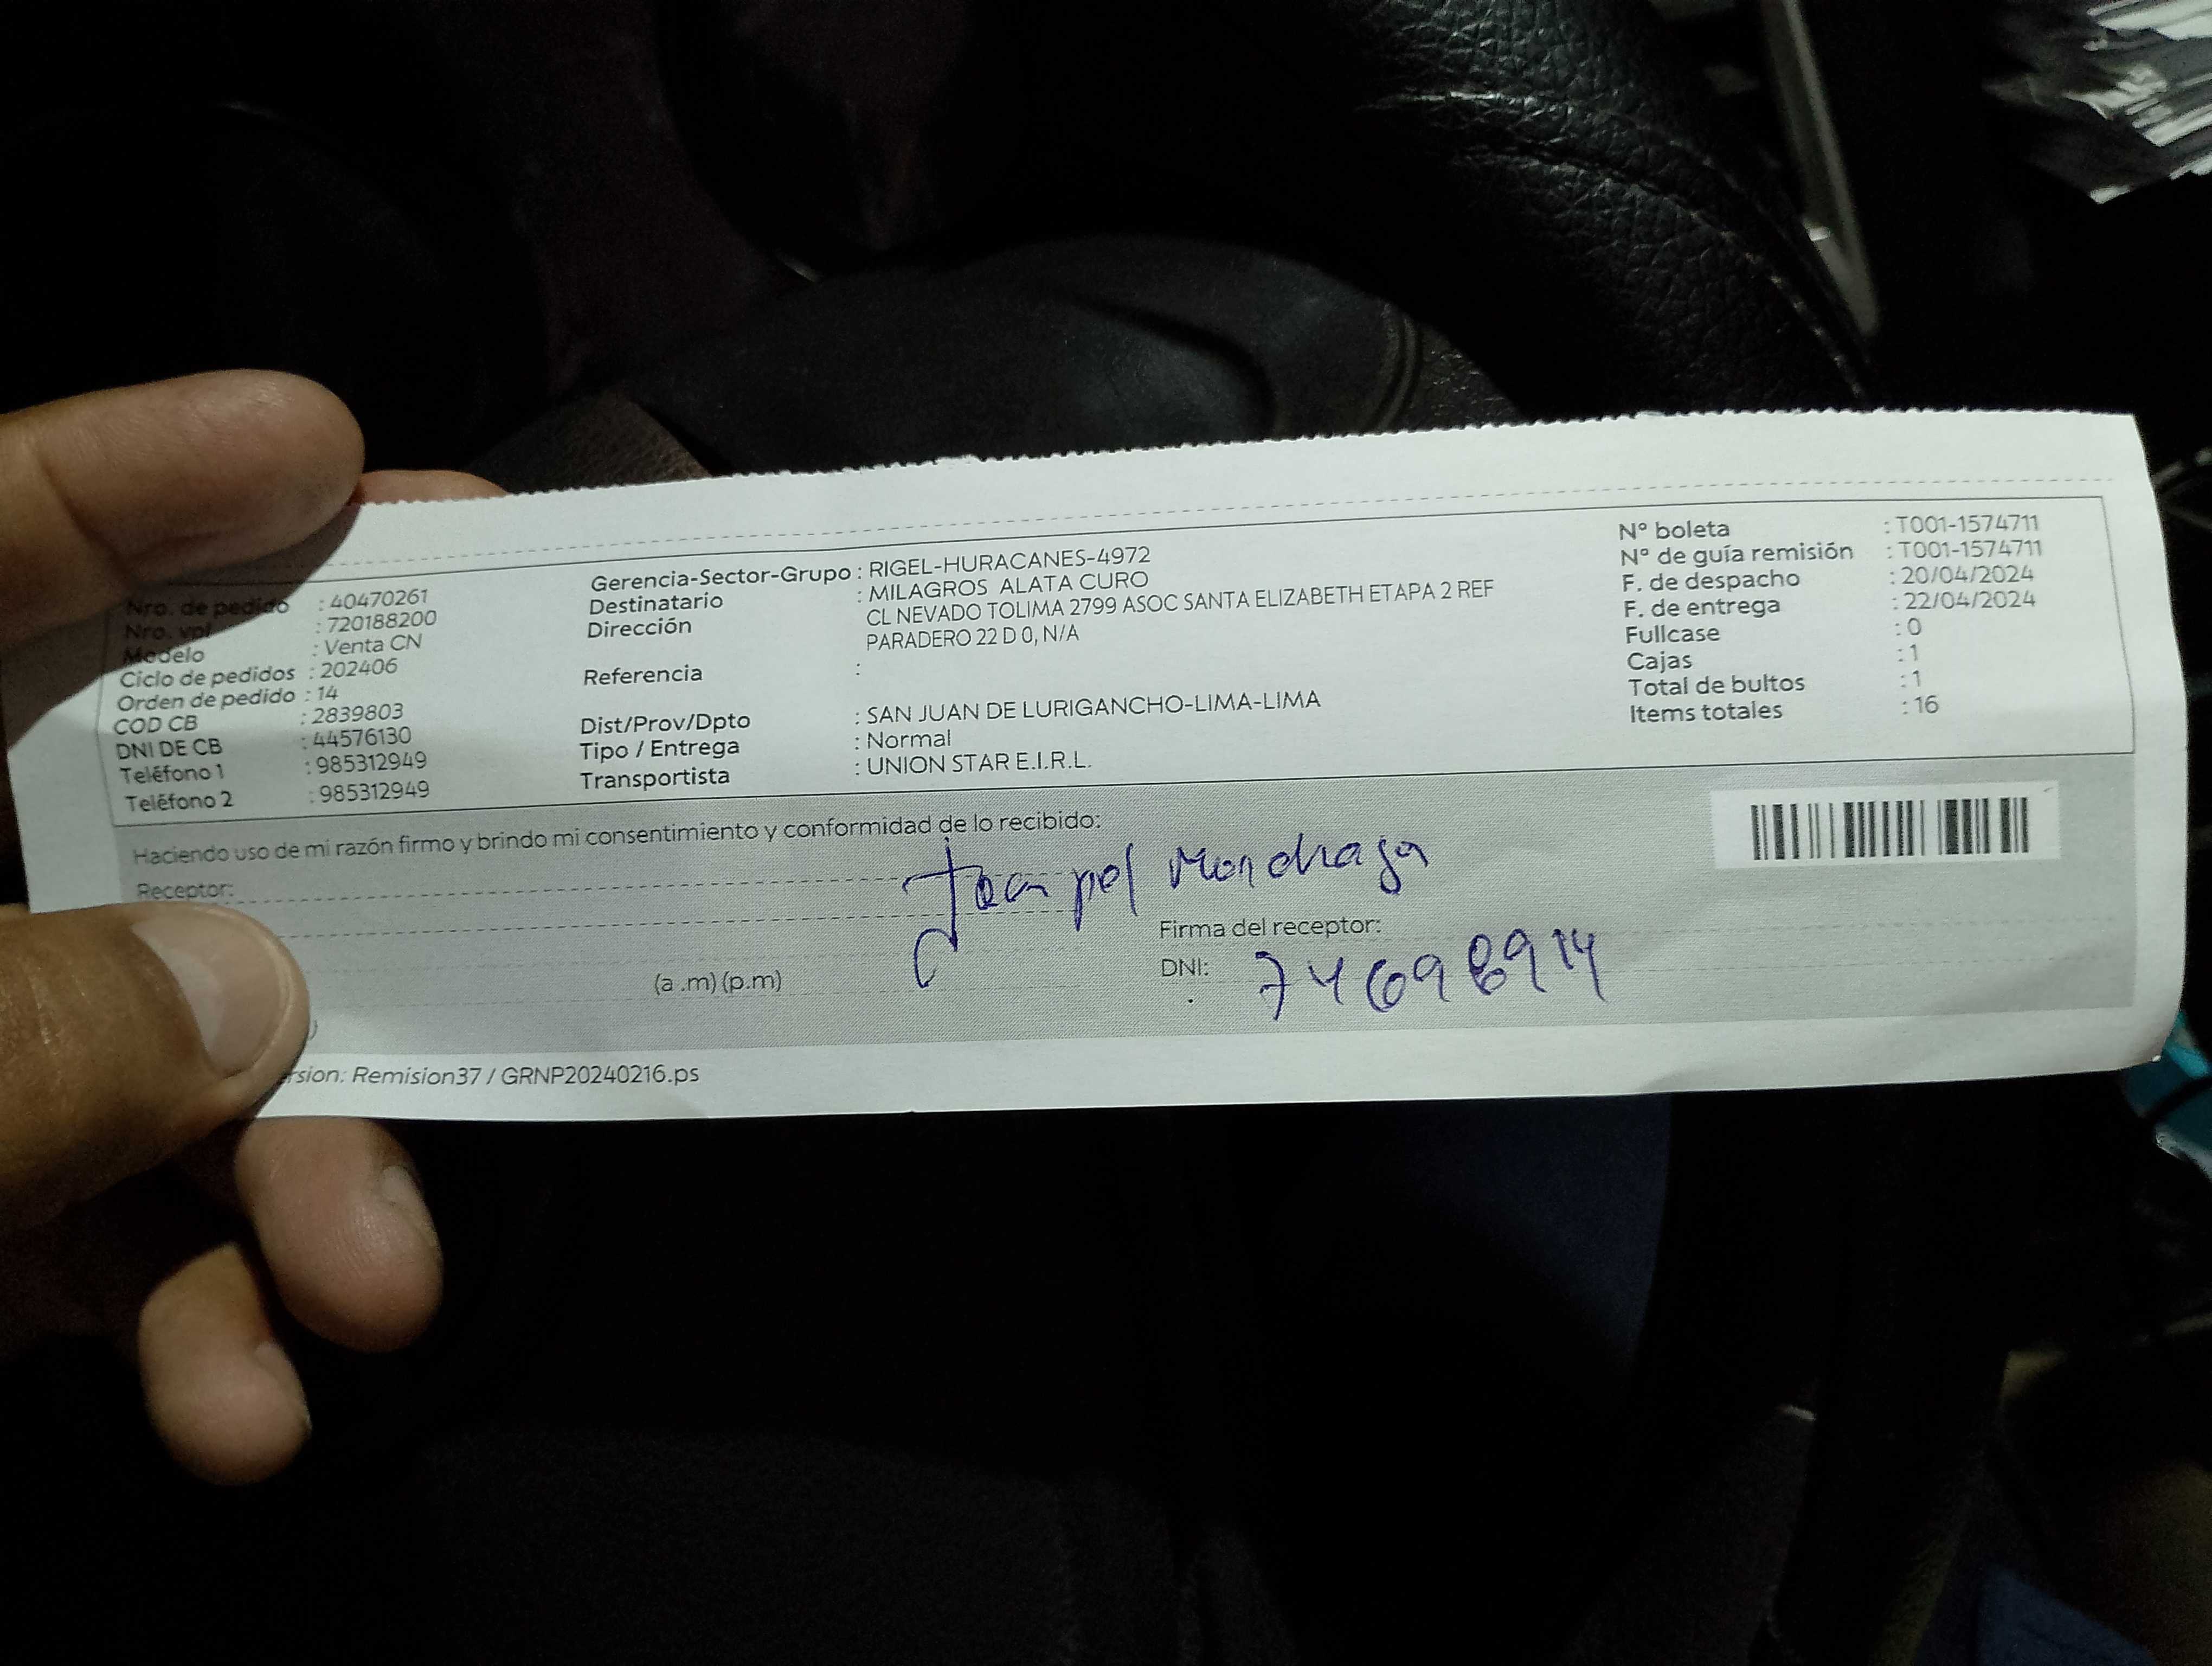 Nro. de pedido : 40470261
Nro. vpl : 720188200
Modelo : Venta CN
Ciclo de pedidos : 202406
Orden de pedido : 14
COD CB : 2839803
DNI DE CB : 44576130
Teléfono 1 : 985312949
Teléfono 2 : 985312949
Gerencia-Sector-Grupo : RIGEL-HURACANES-4972
Destinatario : MILAGROS ALATA CURO
Dirección : CL NEVADO TOLIMA 2799 ASOC SANTA ELIZABETH ETAPA 2 REF
PARADERO 22 D 0, N/A
Referencia :
Dist/Prov/Dpto : SAN JUAN DE LURIGANCHO-LIMA-LIMA
Tipo / Entrega : Normal
Transportista : UNION STAR E.I.R.L.
Nº boleta : T001-1574711
Nº de guía remisión : T001-1574711
F. de despacho : 20/04/2024
F. de entrega : 22/04/2024
Fullcase : 0
Cajas : 1
Total de bultos : 1
Items totales : 16
Haciendo uso de mi razón firmo y brindo mi consentimiento y conformidad de lo recibido:
Receptor:
Firma del receptor:
(a .m) (p.m)
DNI: 74698914
rsion: Remision37 / GRNP20240216.ps